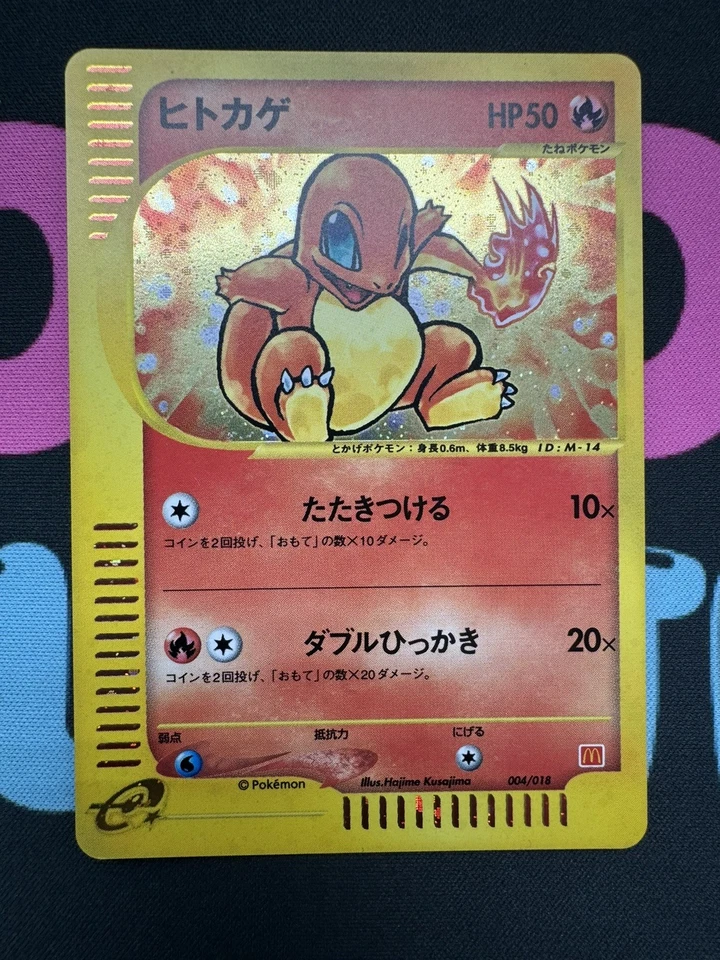 ヒトカゲ HP50
たねポケモン
とかげポケモン：身長0.6m、体重8.5kg ID:M-14
たたきつける 10×
コインを2回投げ、「おもて」の数×10ダメージ。
ダブルひっかき 20×
コインを2回投げ、「おもて」の数×20ダメージ。
弱点 抵抗力 にげる
© Pokémon Illus.Hajime Kusajima 004/018